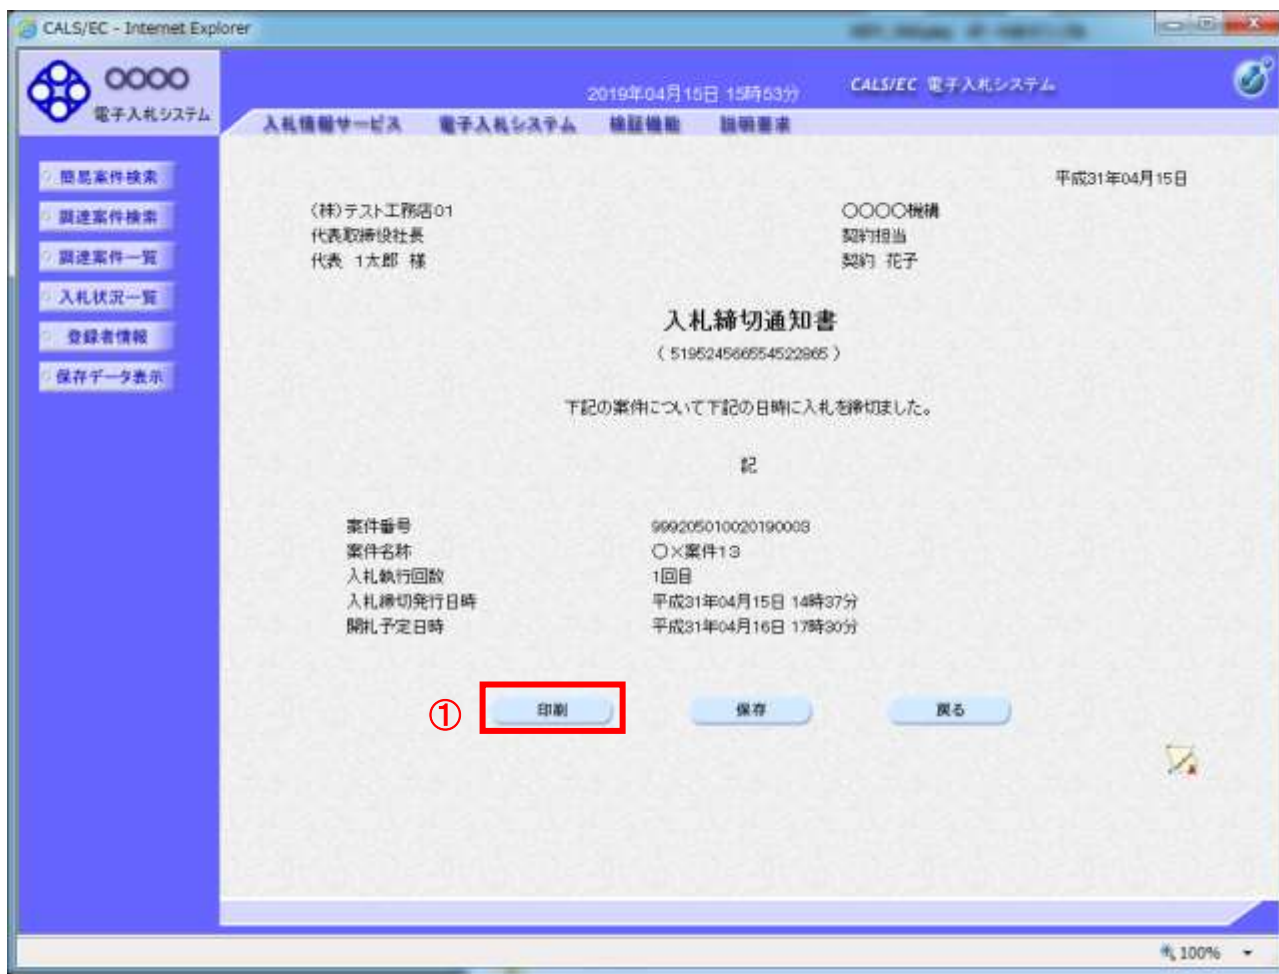 CALS/EC - Internet Explorer
〇〇〇〇
電子入札システム
2019年04月15日 15時53分
CALS/EC 電子入札システム
入札情報サービス 電子入札システム 検証機能 説明要求
簡易案件検索
調達案件検索
調達案件一覧
入札状況一覧
登録者情報
保存データ表示
平成31年04月15日
(株)テスト工務店01
代表取締役社長
代表 1太郎 様
〇〇〇〇機構
契約担当
契約 花子
入札締切通知書
( 519524566554522865 )
下記の案件について下記の日時に入札を締切ました。
記
案件番号 999205010020190003
案件名称 〇×案件13
入札執行回数 1回目
入札締切発行日時 平成31年04月15日 14時37分
開札予定日時 平成31年04月16日 17時30分
① 印刷 保存 戻る
100%